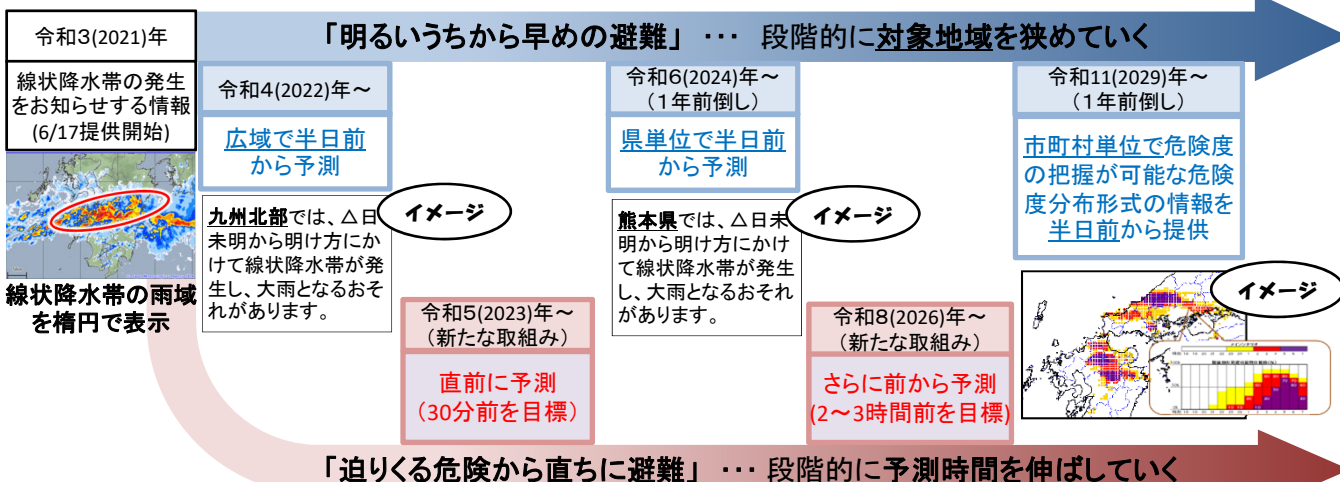 令和３(2021)年
「明るいうちから早めの避難」 … 段階的に対象地域を狭めていく
線状降水帯の発生
をお知らせする情報
(6/17提供開始)
線状降水帯の雨域
を楕円で表示
令和４(2022)年～
広域で半日前
から予測
九州北部では、△日
未明から明け方にか
けて線状降水帯が発
生し、大雨となるおそ
れがあります。
イメージ
令和５(2023)年～
（新たな取組み）
直前に予測
（30分前を目標）
令和６(2024)年～
（１年前倒し）
県単位で半日前
から予測
熊本県では、△日未
明から明け方にかけ
て線状降水帯が発生
し、大雨となるおそれ
があります。
イメージ
令和８(2026)年～
（新たな取組み）
さらに前から予測
(2～3時間前を目標)
令和11(2029)年～
（１年前倒し）
市町村単位で危険度
の把握が可能な危険
度分布形式の情報を
半日前から提供
イメージ
「迫りくる危険から直ちに避難」 … 段階的に予測時間を伸ばしていく